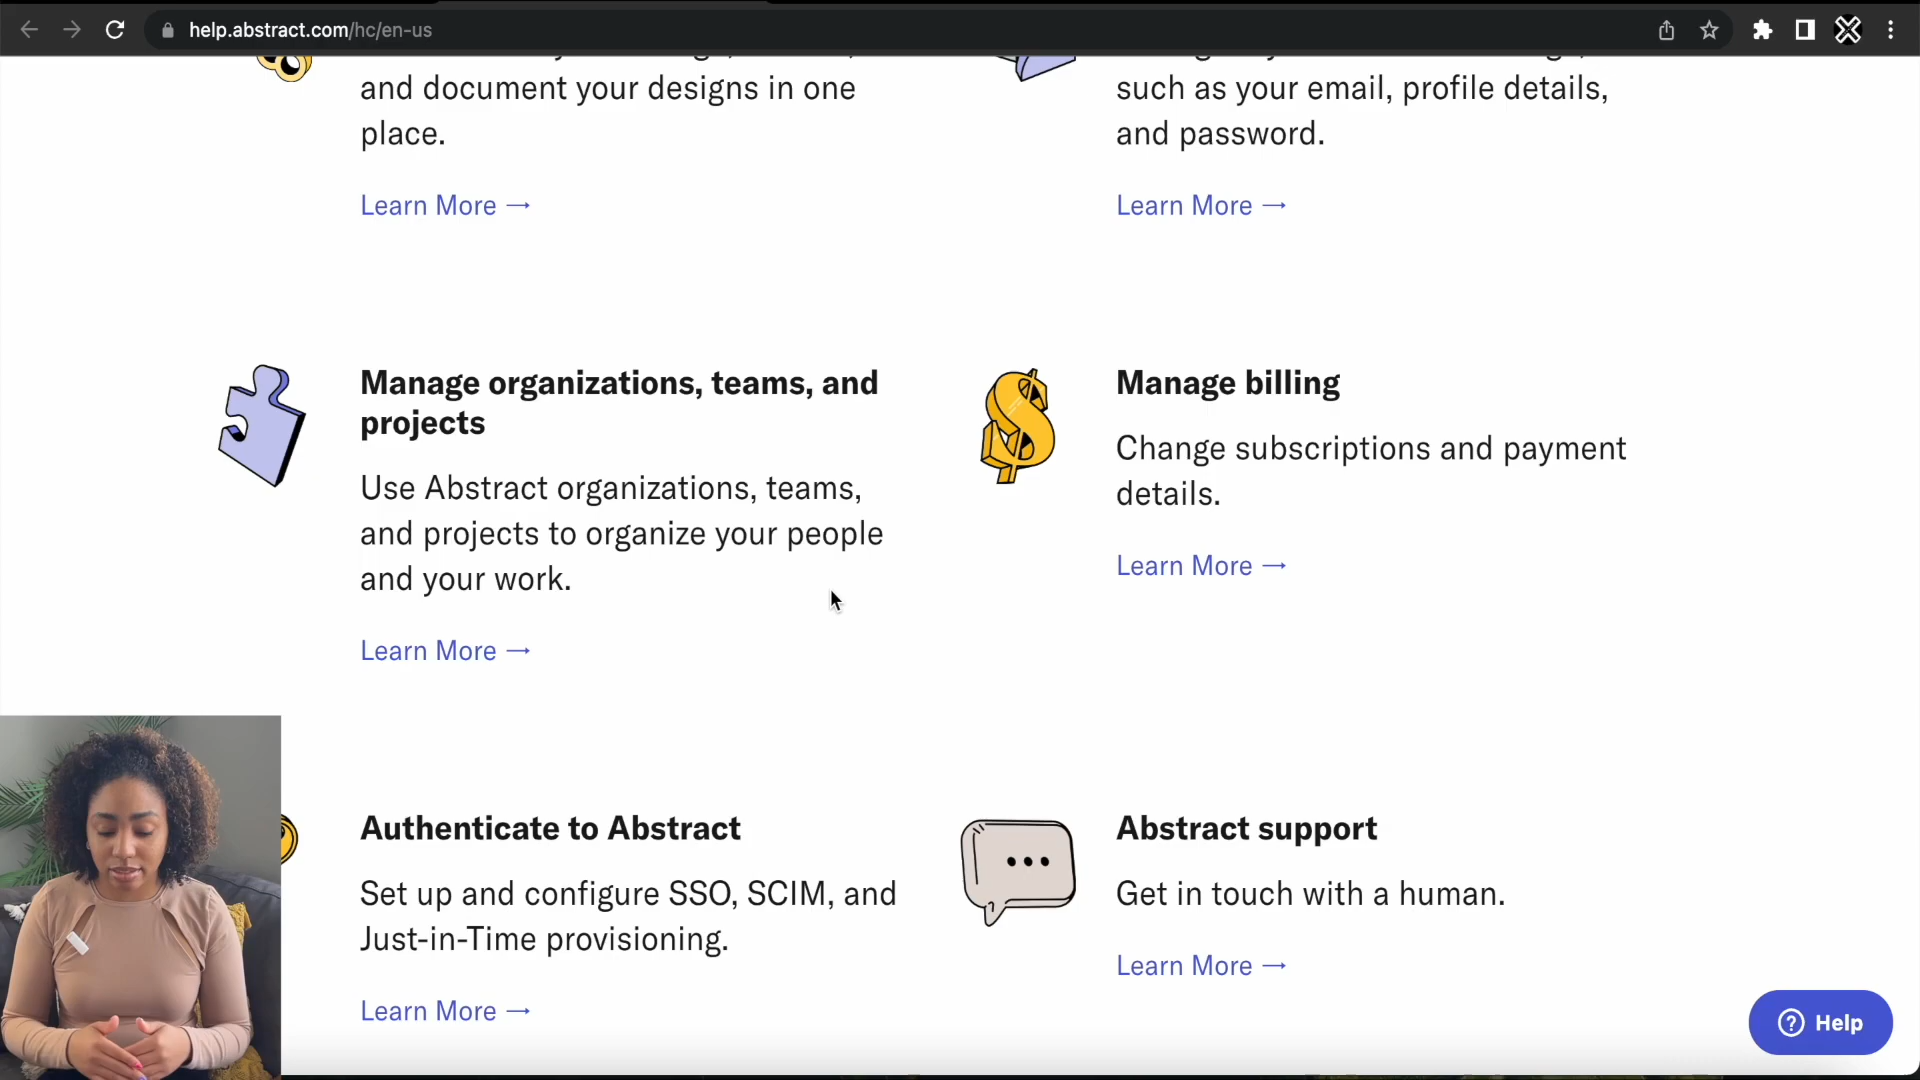 help.abstract.com/hc/en-us
and document your designs in one
place.
Learn More →
such as your email, profile details,
and password.
Learn More →
Manage organizations, teams, and
projects
Use Abstract organizations, teams,
and projects to organize your people
and your work.
Learn More →
Manage billing
Change subscriptions and payment
details.
Learn More →
Authenticate to Abstract
Set up and configure SSO, SCIM, and
Just-in-Time provisioning.
Learn More →
Abstract support
Get in touch with a human.
Learn More →
Help